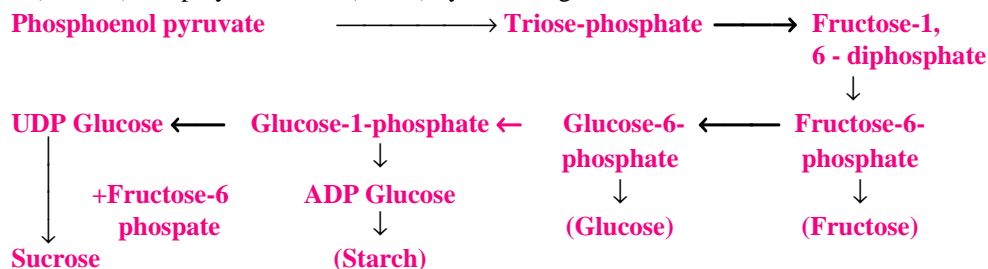 Phosphoenol pyruvate → Triose-phosphate → Fructose-1,
6 - diphosphate
↓
UDP Glucose ← Glucose-1-phosphate ← Glucose-6- Fructose-6-
phosphate phosphate
+Fructose-6 ADP Glucose
phospate (Glucose) (Fructose)
Sucrose (Starch)